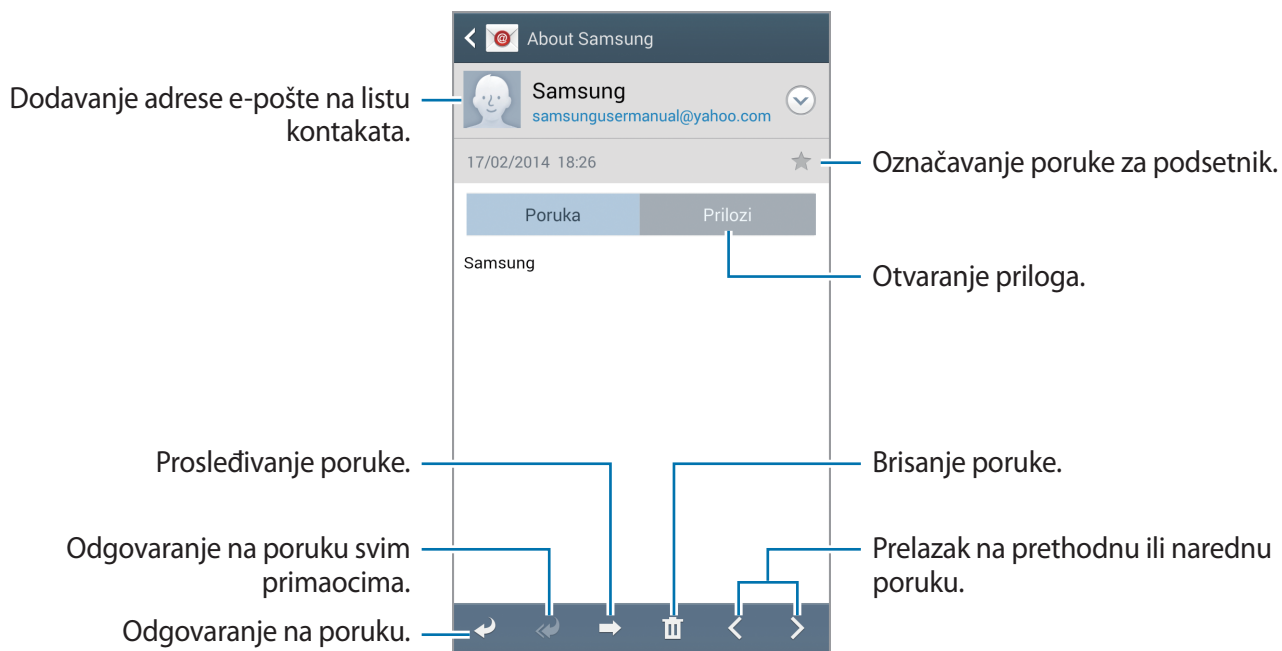 About Samsung
Dodavanje adrese e-pošte na listu
kontakata.
Samsung
samsungusermanual@yahoo.com
17/02/2014 18:26
Označavanje poruke za podsetnik.
Poruka
Prilozi
Samsung
Otvaranje priloga.
Prosleđivanje poruke.
Brisanje poruke.
Odgovaranje na poruku svim
primaocima.
Prelazak na prethodnu ili narednu
poruku.
Odgovaranje na poruku.